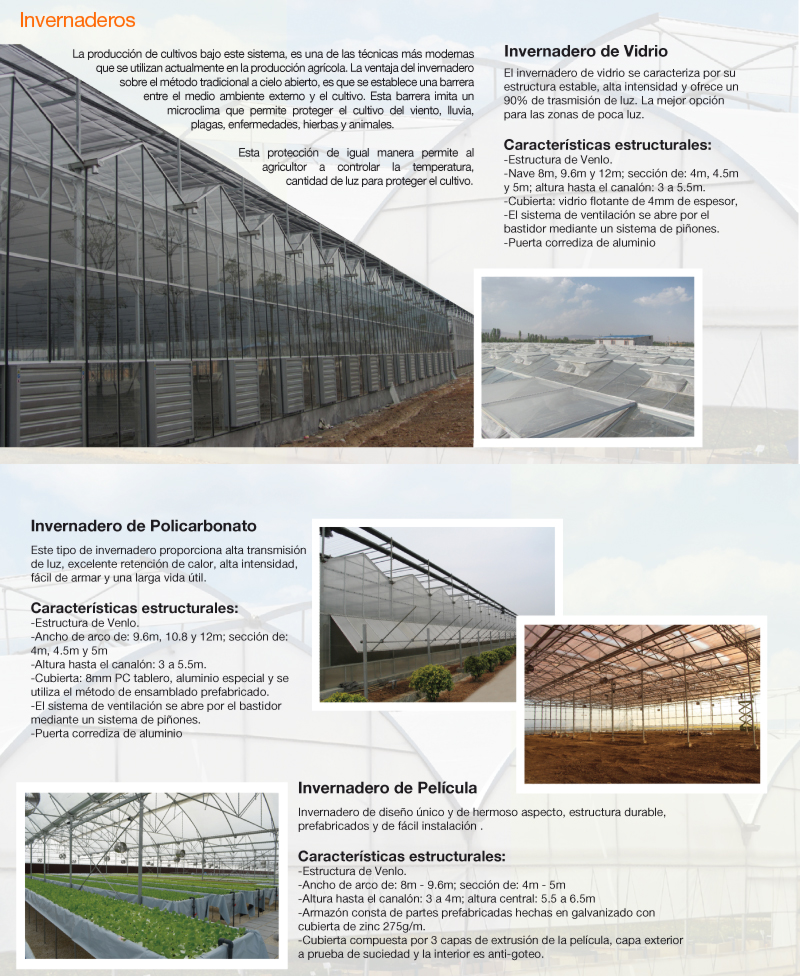 Invernaderos
La producción de cultivos bajo este sistema, es una de las técnicas más modernas
que se utilizan actualmente en la producción agrícola. La ventaja del invernadero
sobre el método tradicional a cielo abierto, es que se establece una barrera
entre el medio ambiente externo y el cultivo. Esta barrera imita un
microclima que permite proteger el cultivo del viento, lluvia,
plagas, enfermedades, hierbas y animales.
Esta protección de igual manera permite al
agricultor a controlar la temperatura,
cantidad de luz para proteger el cultivo.
Invernadero de Vidrio
El invernadero de vidrio se caracteriza por su
estructura estable, alta intensidad y ofrece un
90% de trasmisión de luz. La mejor opción
para las zonas de poca luz.
Características estructurales:
-Estructura de Venlo.
-Nave 8m, 9.6m y 12m; sección de: 4m, 4.5m
y 5m; altura hasta el canalón: 3 a 5.5m.
-Cubierta: vidrio flotante de 4mm de espesor,
-El sistema de ventilación se abre por el
bastidor mediante un sistema de piñones.
-Puerta corrediza de aluminio
Invernadero de Policarbonato
Este tipo de invernadero proporciona alta transmisión
de luz, excelente retención de calor, alta intensidad,
fácil de armar y una larga vida útil.
Características estructurales:
-Estructura de Venlo.
-Ancho de arco de: 9.6m, 10.8 y 12m; sección de:
4m, 4.5m y 5m
-Altura hasta el canalón: 3 a 5.5m.
-Cubierta: 8mm PC tablero, aluminio especial y se
utiliza el método de ensamblado prefabricado.
-El sistema de ventilación se abre por el bastidor
mediante un sistema de piñones.
-Puerta corrediza de aluminio
Invernadero de Película
Invernadero de diseño único y de hermoso aspecto, estructura durable,
prefabricados y de fácil instalación .
Características estructurales:
-Estructura de Venlo.
-Ancho de arco de: 8m - 9.6m; sección de: 4m - 5m
-Altura hasta el canalón: 3 a 4m; altura central: 5.5 a 6.5m
-Armazón consta de partes prefabricadas hechas en galvanizado con
cubierta de zinc 275g/m.
-Cubierta compuesta por 3 capas de extrusión de la película, capa exterior
a prueba de suciedad y la interior es anti-goteo.